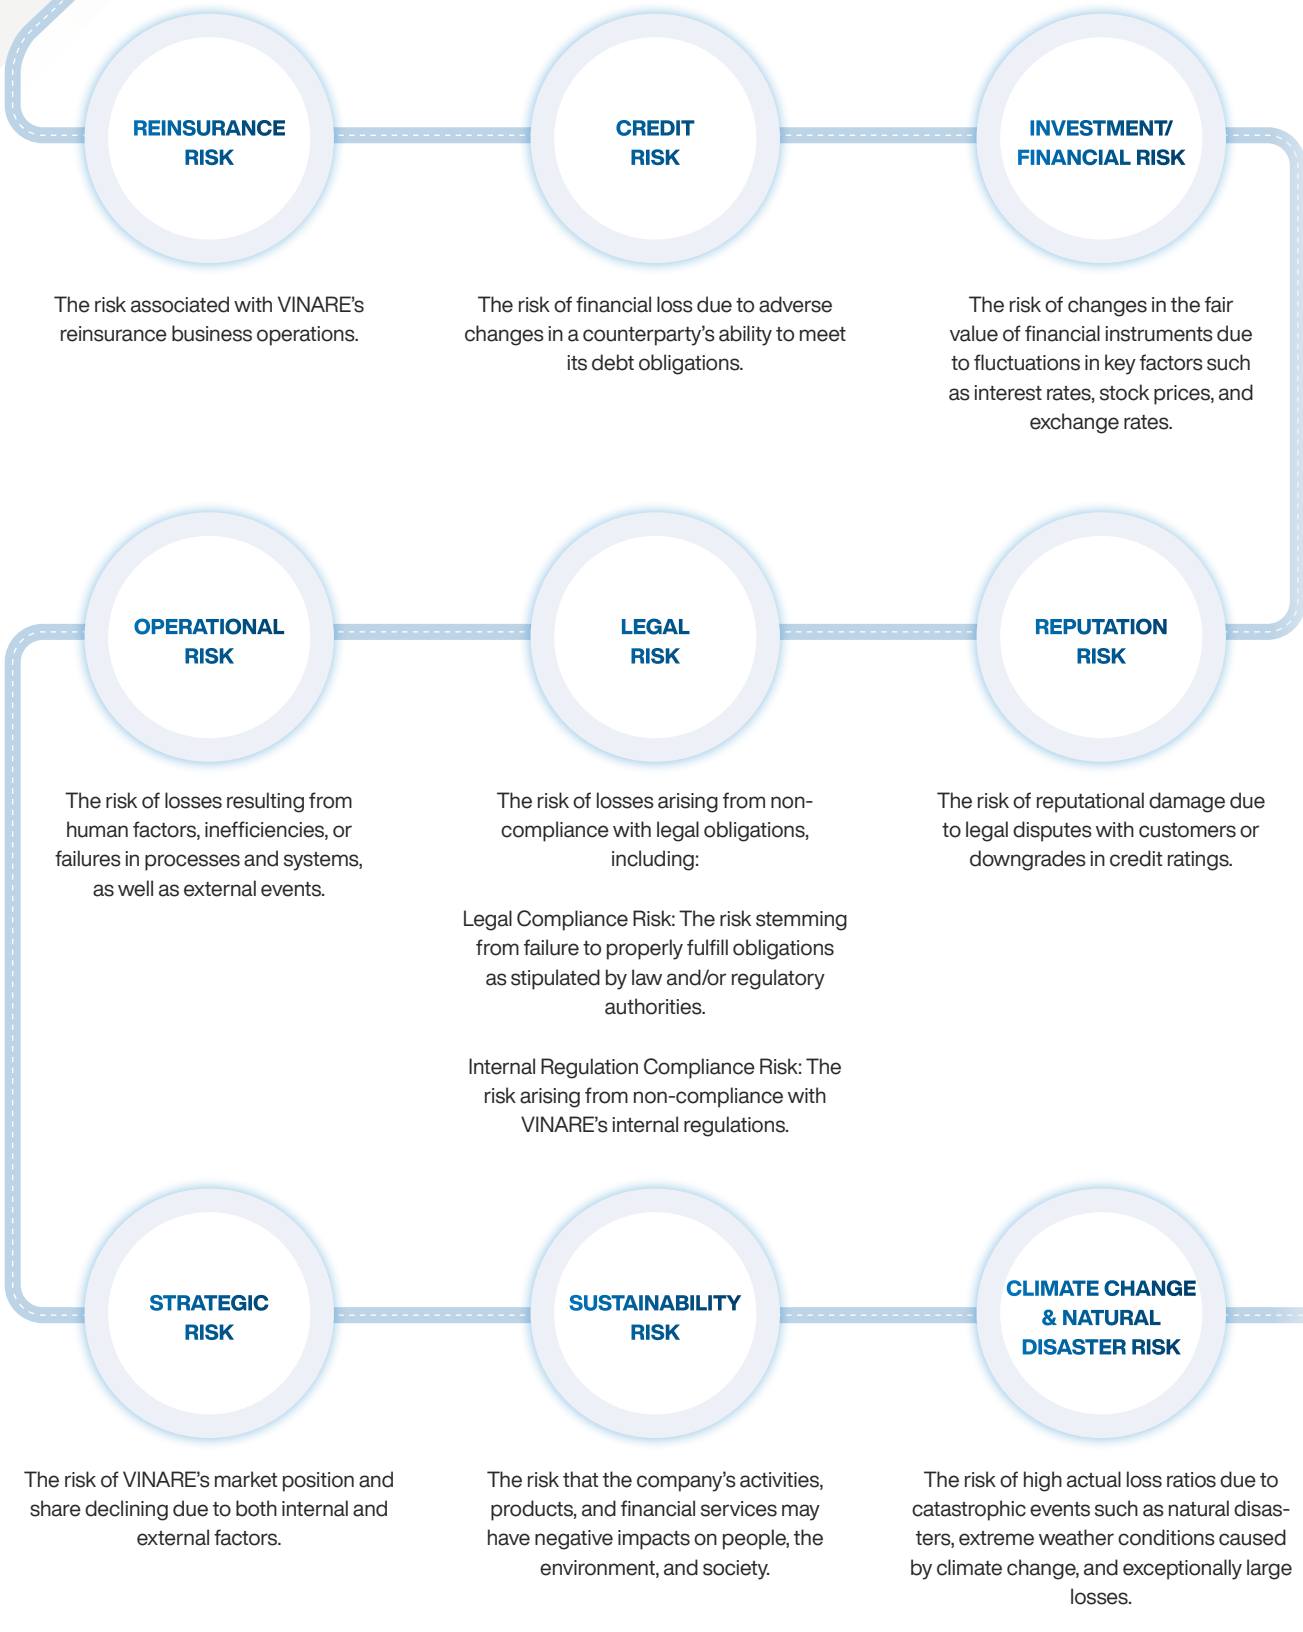 REINSURANCE
RISK
The risk associated with VINARE's
reinsurance business operations.
CREDIT
RISK
The risk of financial loss due to adverse
changes in a counterparty's ability to meet
its debt obligations.
INVESTMENT/
FINANCIAL RISK
The risk of changes in the fair
value of financial instruments due
to fluctuations in key factors such
as interest rates, stock prices, and
exchange rates.
OPERATIONAL
RISK
The risk of losses resulting from
human factors, inefficiencies, or
failures in processes and systems,
as well as external events.
LEGAL
RISK
The risk of losses arising from non-
compliance with legal obligations,
including:
Legal Compliance Risk: The risk stemming
from failure to properly fulfill obligations
as stipulated by law and/or regulatory
authorities.
Internal Regulation Compliance Risk: The
risk arising from non-compliance with
VINARE's internal regulations.
REPUTATION
RISK
The risk of reputational damage due
to legal disputes with customers or
downgrades in credit ratings.
STRATEGIC
RISK
The risk of VINARE's market position and
share declining due to both internal and
external factors.
SUSTAINABILITY
RISK
The risk that the company's activities,
products, and financial services may
have negative impacts on people, the
environment, and society.
CLIMATE CHANGE
& NATURAL
DISASTER RISK
The risk of high actual loss ratios due to
catastrophic events such as natural disas-
ters, extreme weather conditions caused
by climate change, and exceptionally large
losses.